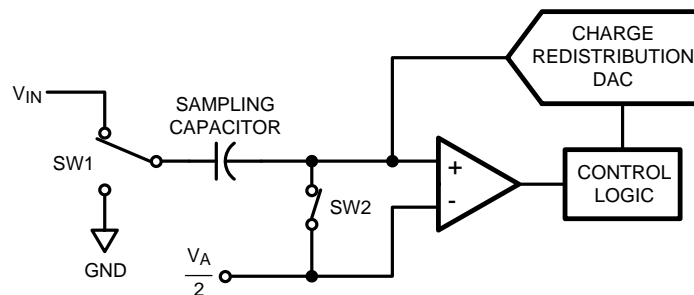 CHARGE
REDISTRIBUTION
DAC
VIN
SAMPLING
CAPACITOR
SW1
+
-
CONTROL
LOGIC
SW2
GND
VA
2